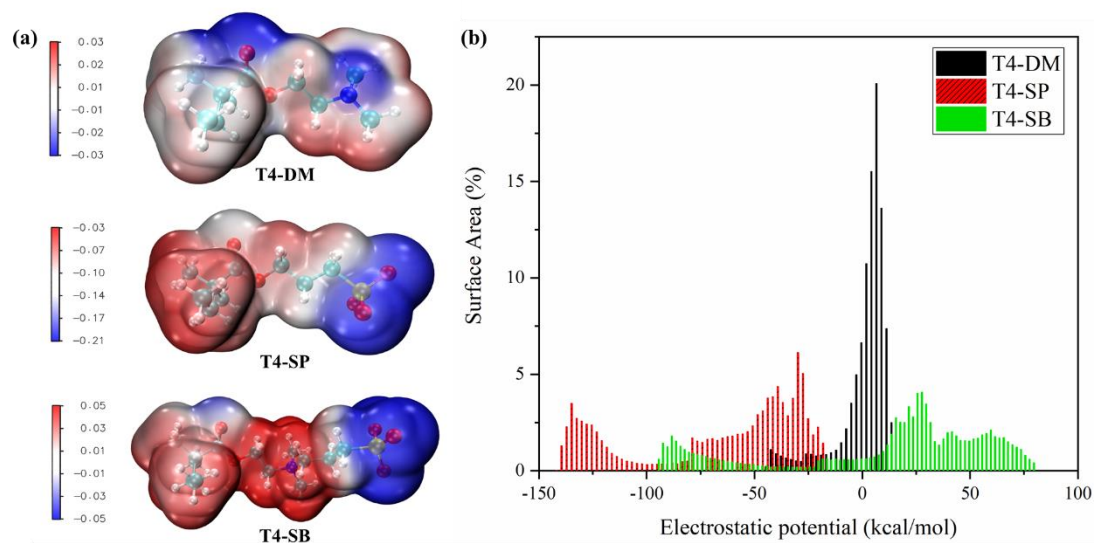 (a)
0.03
0.02
0.01
-0.01
-0.02
-0.03
T4-DM
-0.03
-0.07
-0.10
-0.14
-0.17
-0.21
T4-SP
0.05
0.03
0.01
-0.01
-0.03
-0.05
T4-SB
(b)
T4-DM
T4-SP
T4-SB
20
15
10
5
0
Surface Area (%)
-150
-100
-50
0
50
100
Electrostatic potential (kcal/mol)